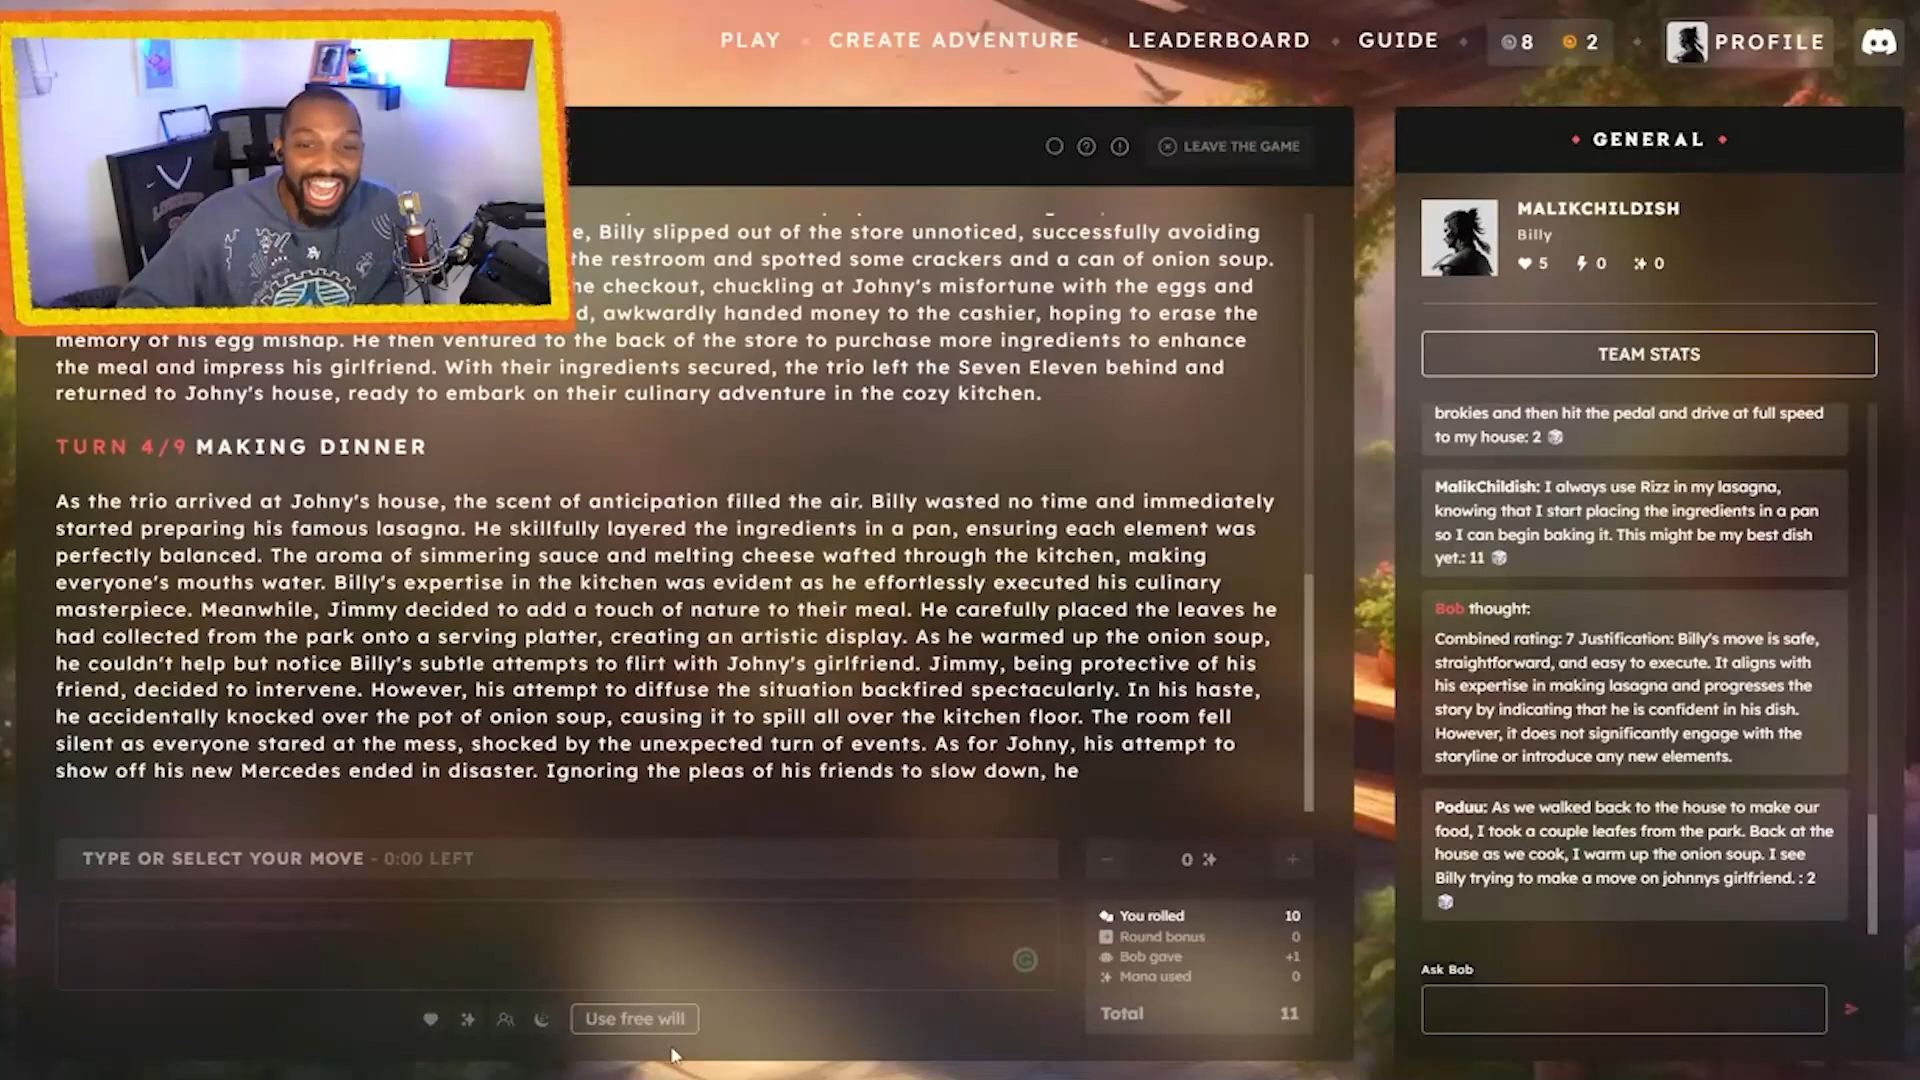 PLAY
CREATE ADVENTURE
LEADERBOARD
GUIDE
8
2
PROFILE
LEAVE THE GAME
e, Billy slipped out of the store unnoticed, successfully avoiding
the restroom and spotted some crackers and a can of onion soup.
he checkout, chuckling at Johny's misfortune with the eggs and
d, awkwardly handed money to the cashier, hoping to erase the
memory of his egg mishap. He then ventured to the back of the store to purchase more ingredients to enhance
the meal and impress his girlfriend. With their ingredients secured, the trio left the Seven Eleven behind and
returned to Johny's house, ready to embark on their culinary adventure in the cozy kitchen.
TURN 4/9 MAKING DINNER
As the trio arrived at Johny's house, the scent of anticipation filled the air. Billy wasted no time and immediately
started preparing his famous lasagna. He skillfully layered the ingredients in a pan, ensuring each element was
perfectly balanced. The aroma of simmering sauce and melting cheese wafted through the kitchen, making
everyone's mouths water. Billy's expertise in the kitchen was evident as he effortlessly executed his culinary
masterpiece. Meanwhile, Jimmy decided to add a touch of nature to their meal. He carefully placed the leaves he
had collected from the park onto a serving platter, creating an artistic display. As he warmed up the onion soup,
he couldn't help but notice Billy's subtle attempts to flirt with Johny's girlfriend. Jimmy, being protective of his
friend, decided to intervene. However, his attempt to diffuse the situation backfired spectacularly. In his haste,
he accidentally knocked over the pot of onion soup, causing it to spill all over the kitchen floor. The room fell
silent as everyone stared at the mess, shocked by the unexpected turn of events. As for Johny, his attempt to
show off his new Mercedes ended in disaster. Ignoring the pleas of his friends to slow down, he
TYPE OR SELECT YOUR MOVE - 0:00 LEFT
0
You rolled 10
Round bonus 0
Bob gave +1
Mana used 0
Total 11
Use free will
GENERAL
MALIKCHILDISH
Billy
5
0
0
TEAM STATS
brokies and then hit the pedal and drive at full speed
to my house: 2
MalikChildish: I always use Rizz in my lasagna,
knowing that I start placing the ingredients in a pan
so I can begin baking it. This might be my best dish
yet.: 11
Bob thought:
Combined rating: 7 Justification: Billy's move is safe,
straightforward, and easy to execute. It aligns with
his expertise in making lasagna and progresses the
story by indicating that he is confident in his dish.
However, it does not significantly engage with the
storyline or introduce any new elements.
Poduu: As we walked back to the house to make our
food, I took a couple leafes from the park. Back at the
house as we cook, I warm up the onion soup. I see
Billy trying to make a move on johnnys girlfriend. : 2
Ask Bob